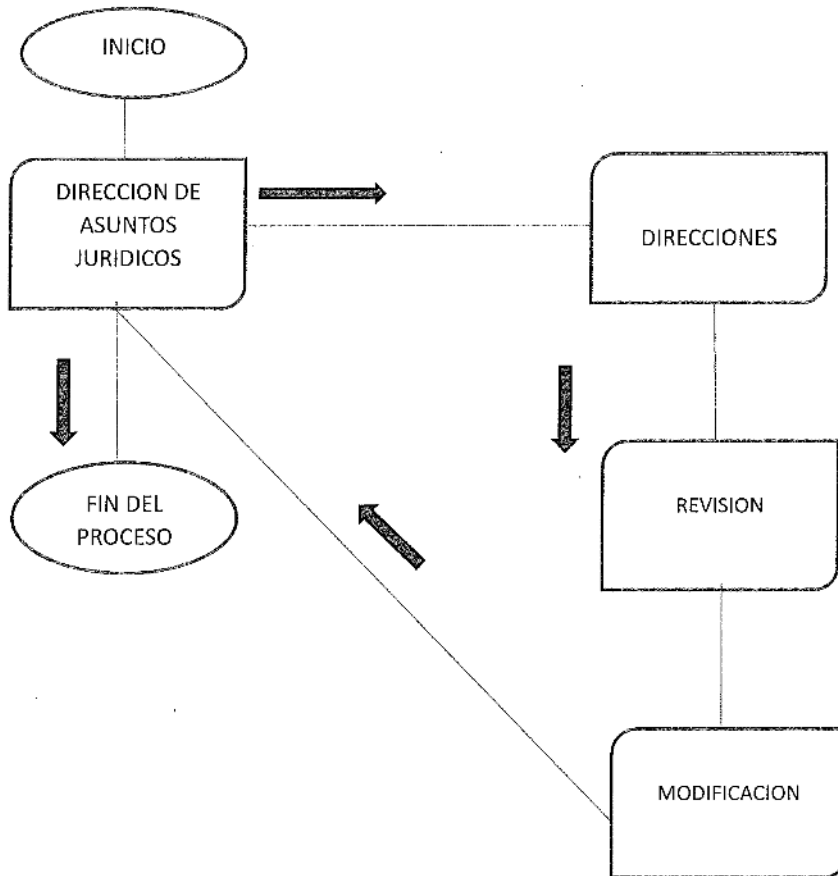 INICIO
DIRECCION DE
ASUNTOS
JURIDICOS
DIRECCIONES
FIN DEL
PROCESO
REVISION
MODIFICACION